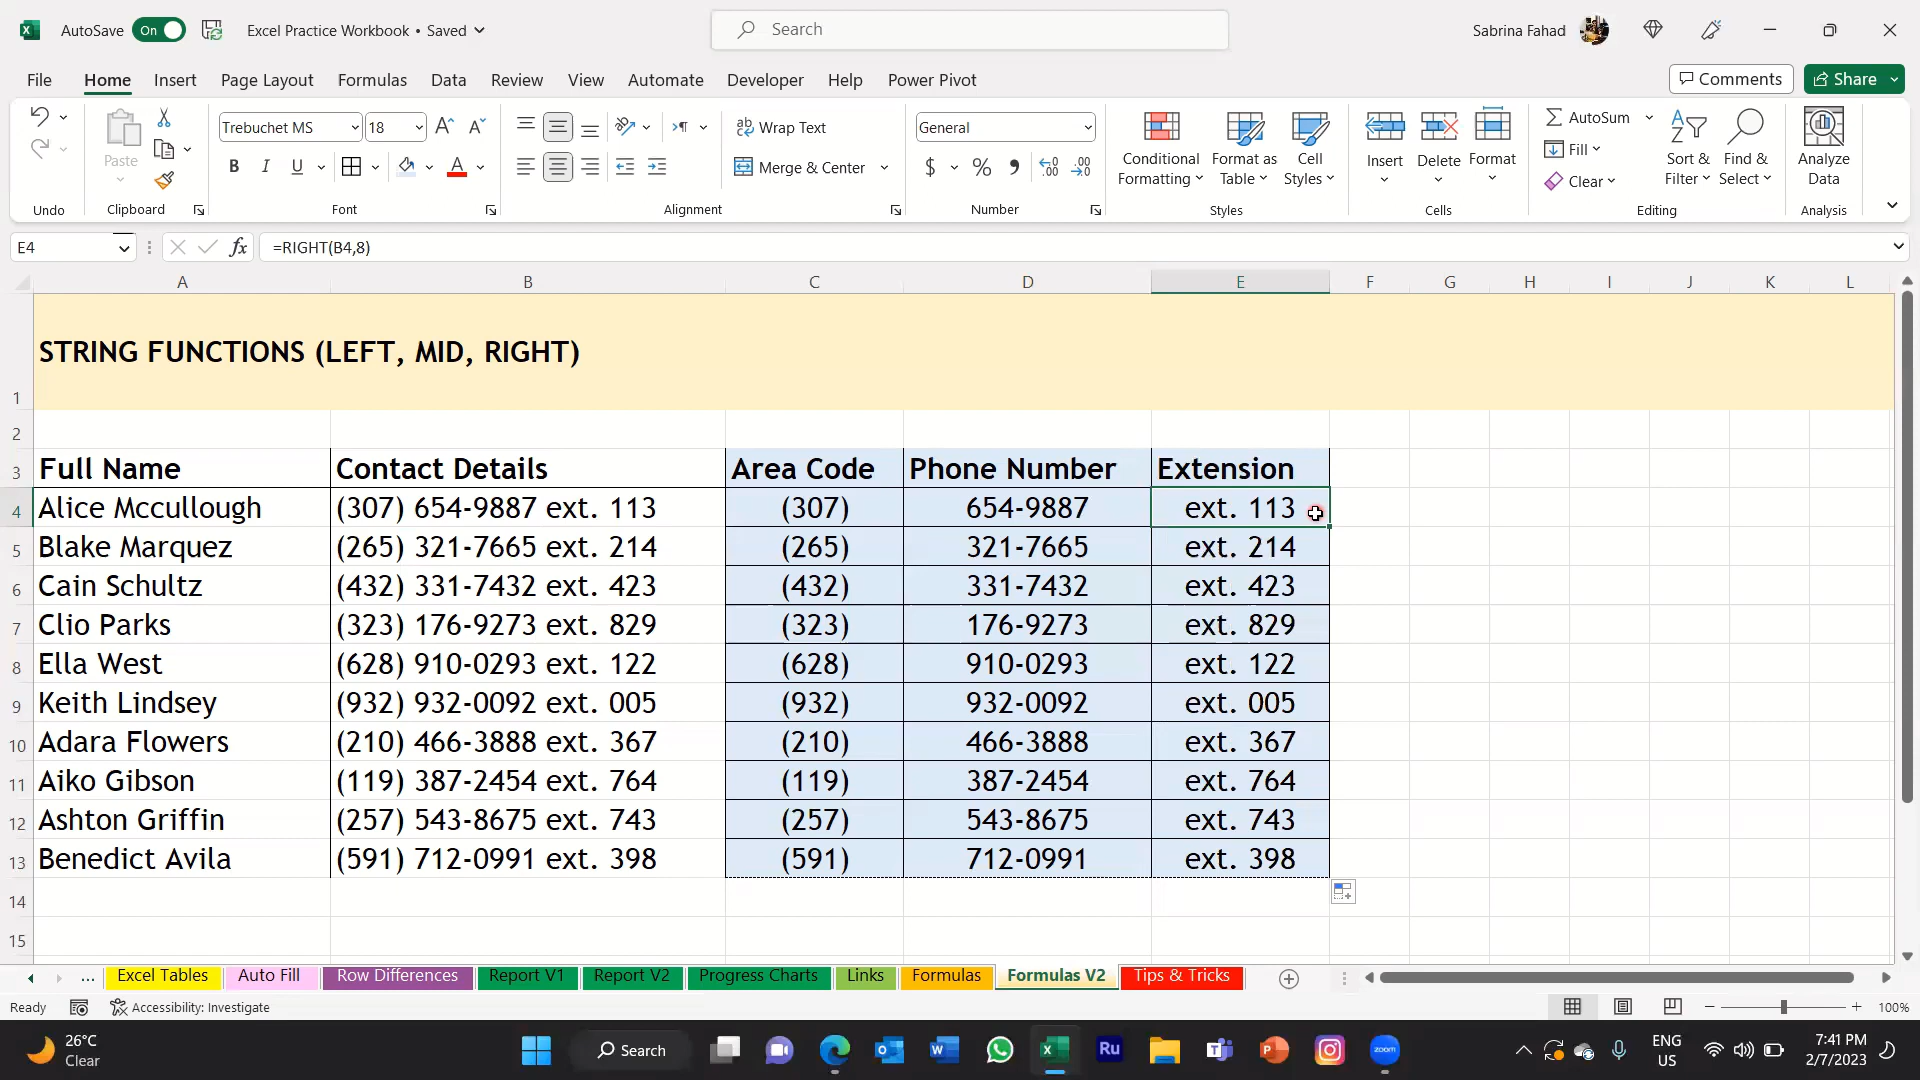 AutoSave On Excel Practice Workbook • Saved Search Sabrina Fahad
File Home Insert Page Layout Formulas Data Review View Automate Developer Help Power Pivot Comments Share
Paste
Trebuchet MS 18
B I U A
Wrap Text
Merge & Center
General
$ %
Conditional Formatting
Format as Table
Cell Styles
Insert Delete Format
AutoSum
Fill
Clear
Sort & Filter
Find & Select
Analyze Data
Undo Clipboard Font Alignment Number Styles Cells Editing Analysis
E4 fx =RIGHT(B4,8)
A B C D E F G H I J K L
1 STRING FUNCTIONS (LEFT, MID, RIGHT)
2
3 Full Name Contact Details Area Code Phone Number Extension
4 Alice Mccullough (307) 654-9887 ext. 113 (307) 654-9887 ext. 113
5 Blake Marquez (265) 321-7665 ext. 214 (265) 321-7665 ext. 214
6 Cain Schultz (432) 331-7432 ext. 423 (432) 331-7432 ext. 423
7 Clio Parks (323) 176-9273 ext. 829 (323) 176-9273 ext. 829
8 Ella West (628) 910-0293 ext. 122 (628) 910-0293 ext. 122
9 Keith Lindsey (932) 932-0092 ext. 005 (932) 932-0092 ext. 005
10 Adara Flowers (210) 466-3888 ext. 367 (210) 466-3888 ext. 367
11 Aiko Gibson (119) 387-2454 ext. 764 (119) 387-2454 ext. 764
12 Ashton Griffin (257) 543-8675 ext. 743 (257) 543-8675 ext. 743
13 Benedict Avila (591) 712-0991 ext. 398 (591) 712-0991 ext. 398
14
15
... Excel Tables Auto Fill Row Differences Report V1 Report V2 Progress Charts Links Formulas Formulas V2 Tips & Tricks
Ready Accessibility: Investigate 100%
26°C
Clear
Search
Ru
zoom
ENG
US
7:41 PM
2/7/2023